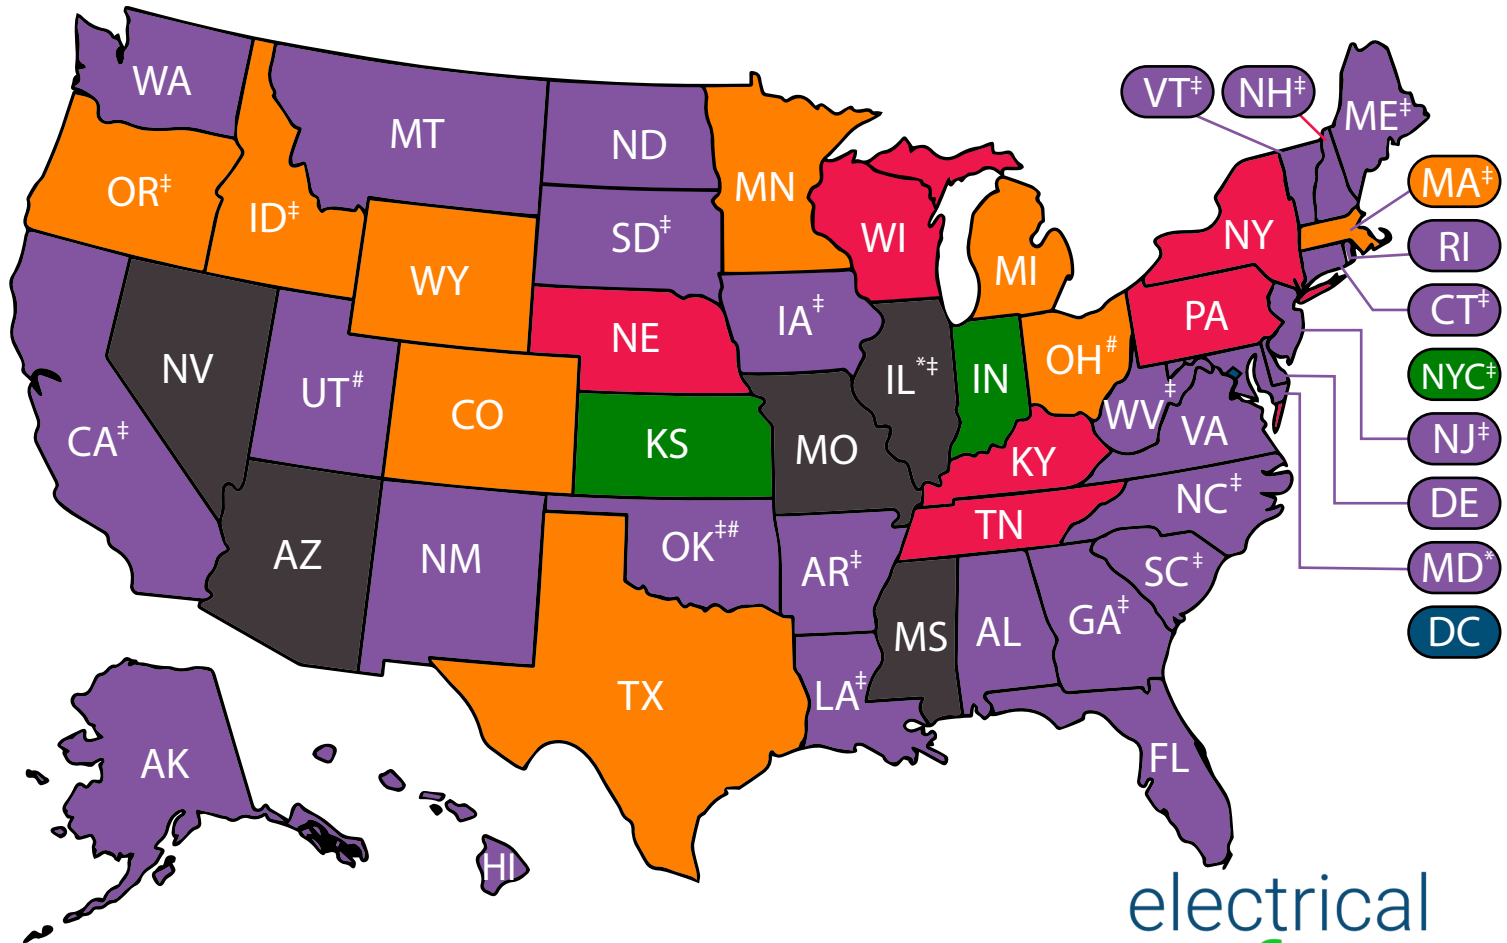 WA
MT
ND
VT‡
NH‡
ME‡
OR‡
ID‡
MN
MA‡
SD‡
WI
NY
RI
WY
MI
CT‡
IA‡
PA
NE
NV
UT#
IL*‡
IN
OH#
NYC‡
CO
WV‡
VA
CA‡
KS
MO
KY
NJ‡
NC‡
DE
AZ
NM
OK‡#
AR‡
TN
SC‡
MD*
MS
AL
GA‡
DC
TX
LA‡
AK
FL
HI
electrical